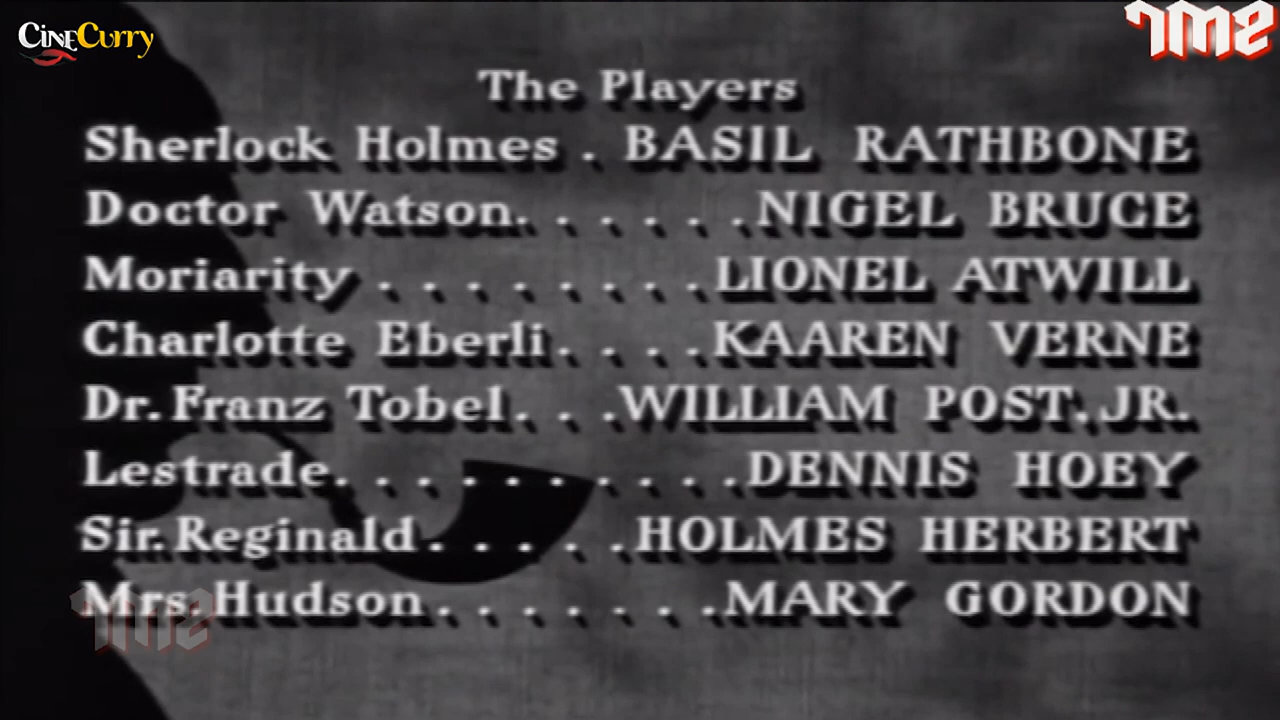 CineCurry
The Players
Sherlock Holmes . BASIL RATHBONE
Doctor Watson. . . . . . .NIGEL BRUCE
Moriarity . . . . . . . .LIONEL ATWILL
Charlotte Eberli. . . .KAAREN VERNE
Dr. Franz Tobel. . .WILLIAM POST, JR.
Lestrade. . . . . . . . . .DENNIS HOEY
Sir. Reginald. . . . .HOLMES HERBERT
Mrs. Hudson. . . . . . .MARY GORDON